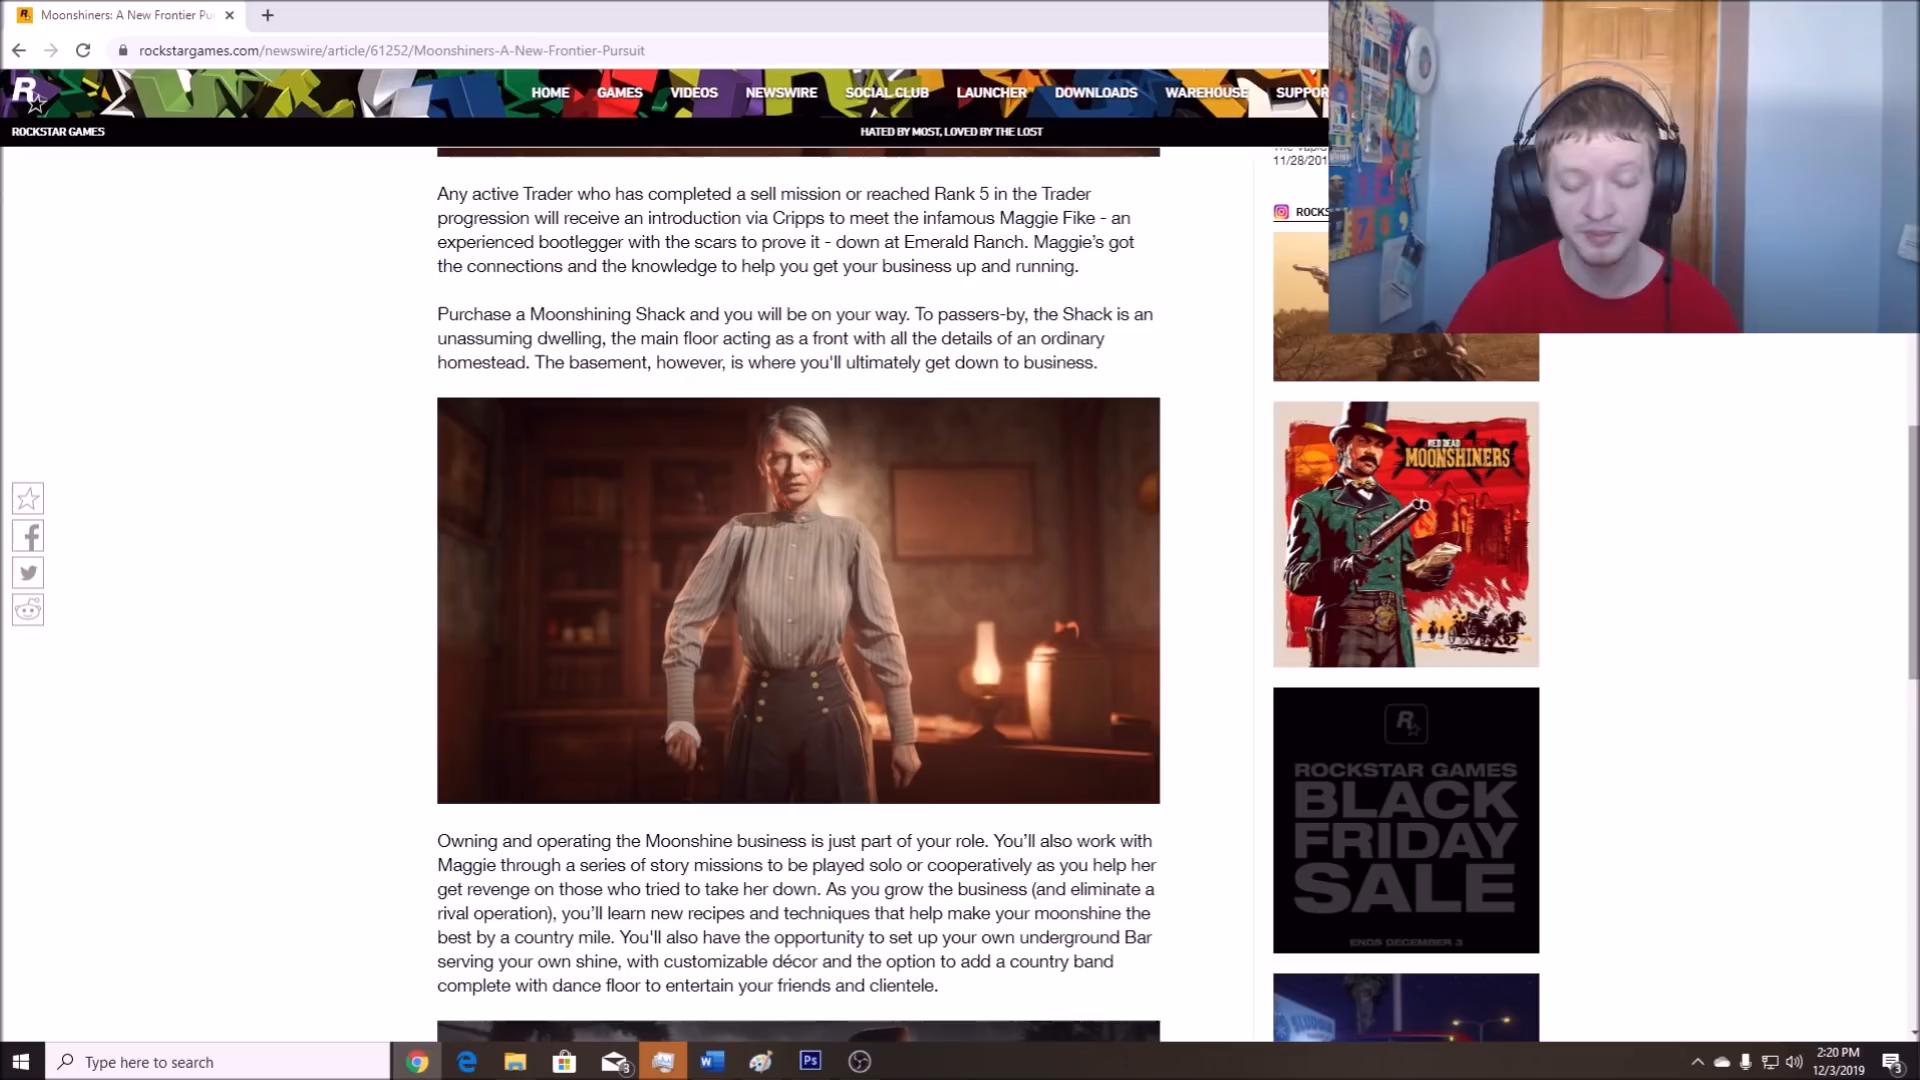 Moonshiners: A New Frontier Pu
rockstargames.com/newswire/article/61252/Moonshiners-A-New-Frontier-Pursuit
R
HOME GAMES VIDEOS NEWSWIRE SOCIAL CLUB LAUNCHER DOWNLOADS WAREHOUSE SUPPOR
ROCKSTAR GAMES
HATED BY MOST, LOVED BY THE LOST
11/28/201
ROCKS
Any active Trader who has completed a sell mission or reached Rank 5 in the Trader
progression will receive an introduction via Cripps to meet the infamous Maggie Fike - an
experienced bootlegger with the scars to prove it - down at Emerald Ranch. Maggie's got
the connections and the knowledge to help you get your business up and running.
Purchase a Moonshining Shack and you will be on your way. To passers-by, the Shack is an
unassuming dwelling, the main floor acting as a front with all the details of an ordinary
homestead. The basement, however, is where you'll ultimately get down to business.
RED DEAD ONLINE
MOONSHINERS
R
ROCKSTAR GAMES
BLACK
FRIDAY
SALE
ENDS DECEMBER 3
Owning and operating the Moonshine business is just part of your role. You'll also work with
Maggie through a series of story missions to be played solo or cooperatively as you help her
get revenge on those who tried to take her down. As you grow the business (and eliminate a
rival operation), you'll learn new recipes and techniques that help make your moonshine the
best by a country mile. You'll also have the opportunity to set up your own underground Bar
serving your own shine, with customizable décor and the option to add a country band
complete with dance floor to entertain your friends and clientele.
Type here to search
3
Ps
2:20 PM
12/3/2019
3